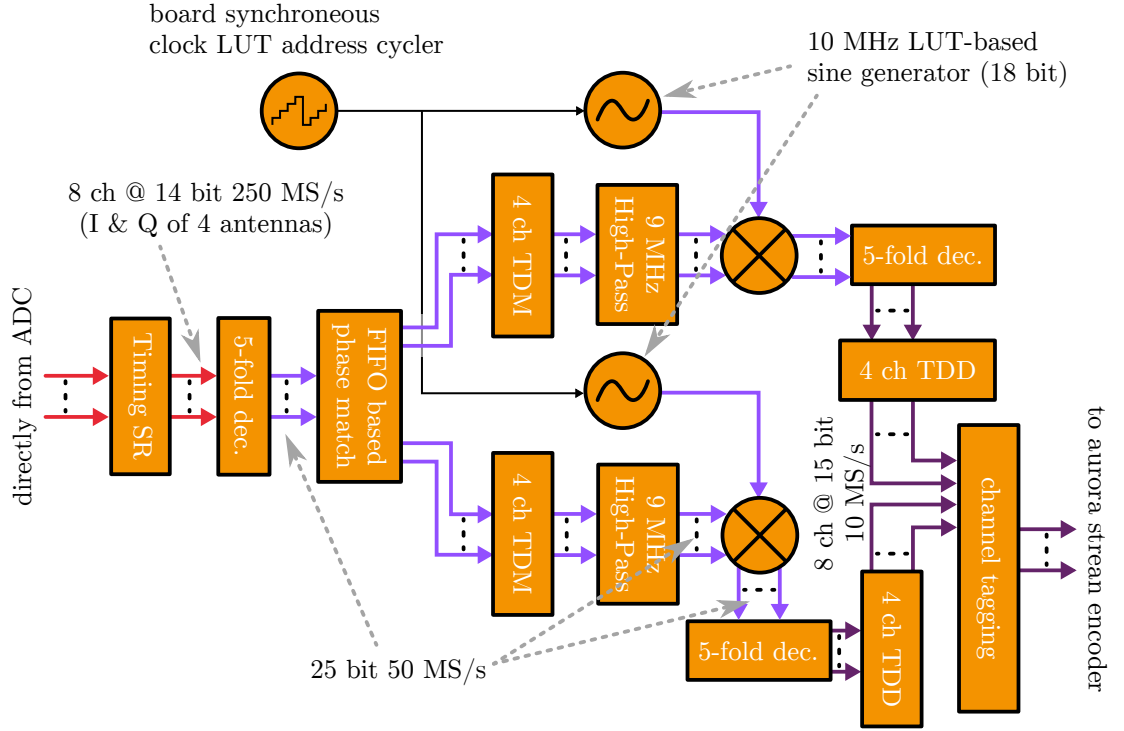 board synchroneous
clock LUT address cycler
10 MHz LUT-based
sine generator (18 bit)
8 ch @ 14 bit 250 MS/s
(I & Q of 4 antennas)
directly from ADC
Timing SR
5-fold dec.
FIFO based
phase match
4 ch TDM
9 MHz
High-Pass
5-fold dec.
4 ch TDD
4 ch TDM
9 MHz
High-Pass
5-fold dec.
4 ch TDD
8 ch @ 15 bit
10 MS/s
channel tagging
to aurora strean encoder
25 bit 50 MS/s